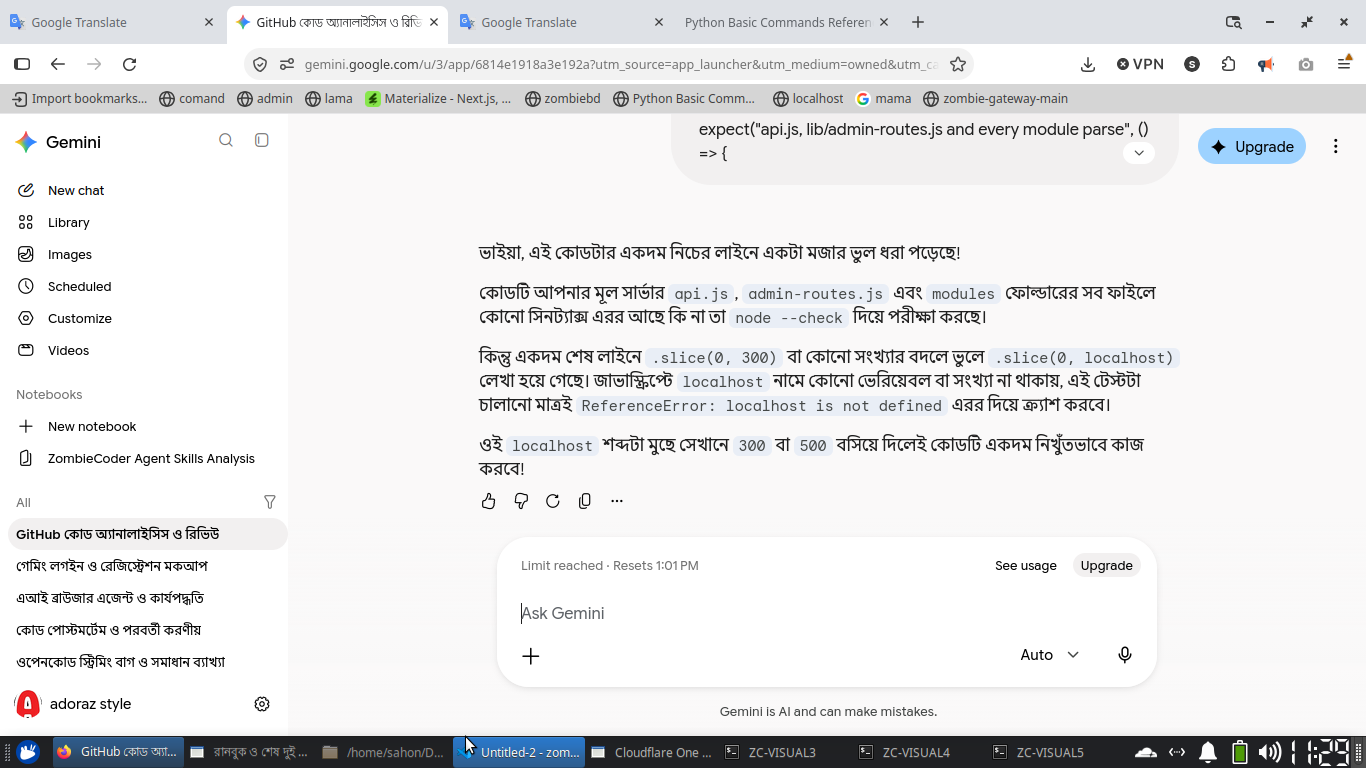 Google Translate
GitHub কোড অ্যানালাইসিস ও রিভি
Google Translate
Python Basic Commands Referen
gemini.google.com/u/3/app/6814e1918a3e192a?utm_source=app_launcher&utm_medium=owned&utm_ca
VPN
S
Import bookmarks...
comand
admin
lama
Materialize - Next.js, ...
zombiebd
Python Basic Comm...
localhost
mama
zombie-gateway-main
Gemini
New chat
Library
Images
Scheduled
Customize
Videos
Notebooks
New notebook
ZombieCoder Agent Skills Analysis
All
GitHub কোড অ্যানালাইসিস ও রিভিউ
গেমিং লগইন ও রেজিস্ট্রেশন মকআপ
এআই ব্রাউজার এজেন্ট ও কার্যপদ্ধতি
কোড পোস্টমর্টেম ও পরবর্তী করণীয়
ওপেনকোড স্ট্রিমিং বাগ ও সমাধান ব্যাখ্যা
adoraz style
expect("api.js, lib/admin-routes.js and every module parse", ()
=> {
Upgrade
ভাইয়া, এই কোডটার একদম নিচের লাইনে একটা মজার ভুল ধরা পড়েছে!
কোডটি আপনার মূল সার্ভার api.js, admin-routes.js এবং modules ফোল্ডারের সব ফাইলে
কোনো সিনট্যাক্স এরর আছে কি না তা node --check দিয়ে পরীক্ষা করছে।
কিন্তু একদম শেষ লাইনে .slice(0, 300) বা কোনো সংখ্যার বদলে ভুলে .slice(0, localhost)
লেখা হয়ে গেছে। জাভাস্ক্রিপ্টে localhost নামে কোনো ভেরিয়েবল বা সংখ্যা না থাকায়, এই টেস্টটা
চালানো মাত্রই ReferenceError: localhost is not defined এরর দিয়ে ক্র্যাশ করবে।
ওই localhost শব্দটা মুছে সেখানে 300 বা 500 বসিয়ে দিলেই কোডটি একদম নিখুঁতভাবে কাজ
করবে!
Limit reached · Resets 1:01 PM
See usage
Upgrade
Ask Gemini
Auto
Gemini is AI and can make mistakes.
GitHub কোড অ্যা...
রানবুক ও শেষ দুই ...
/home/sahon/D...
Untitled-2 - zom...
Cloudflare One ...
ZC-VISUAL3
ZC-VISUAL4
ZC-VISUAL5
11:29